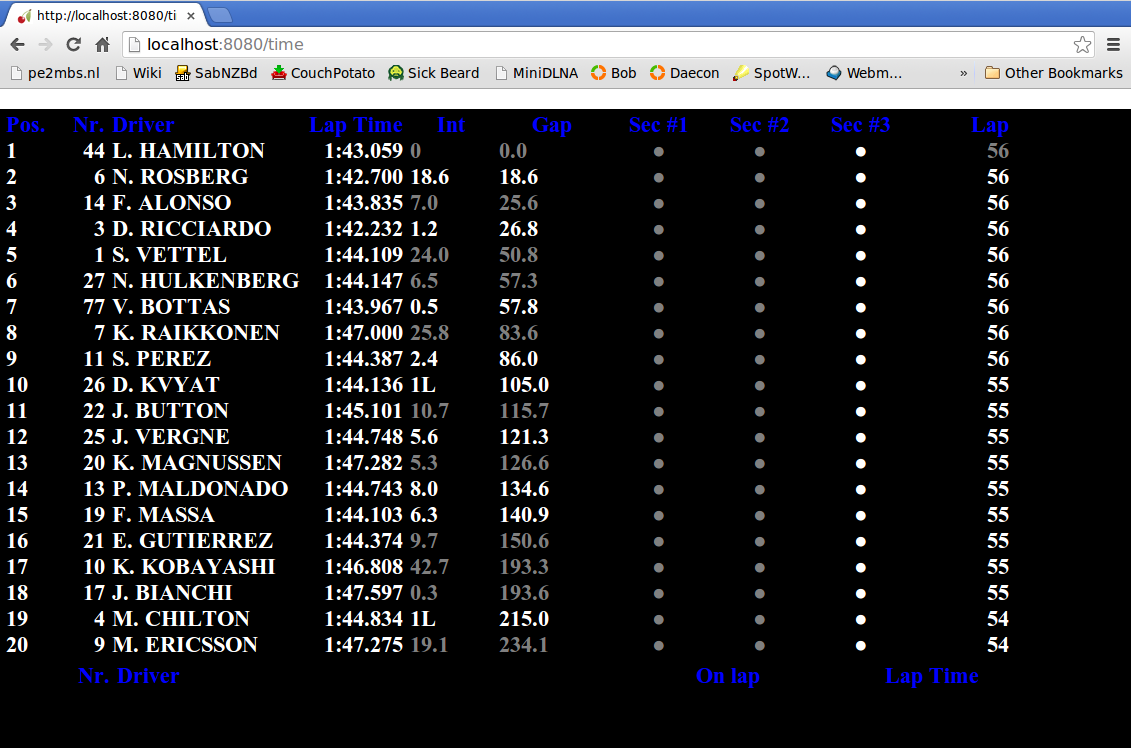 http://localhost:8080/ti ×
localhost:8080/time
pe2mbs.nl Wiki SabNZBd CouchPotato Sick Beard MiniDLNA Bob Daecon SpotW... Webm... » Other Bookmarks
Pos. Nr. Driver Lap Time Int Gap Sec #1 Sec #2 Sec #3 Lap
1 44 L. HAMILTON 1:43.059 0 0.0 ● ● ● 56
2 6 N. ROSBERG 1:42.700 18.6 18.6 ● ● ● 56
3 14 F. ALONSO 1:43.835 7.0 25.6 ● ● ● 56
4 3 D. RICCIARDO 1:42.232 1.2 26.8 ● ● ● 56
5 1 S. VETTEL 1:44.109 24.0 50.8 ● ● ● 56
6 27 N. HULKENBERG 1:44.147 6.5 57.3 ● ● ● 56
7 77 V. BOTTAS 1:43.967 0.5 57.8 ● ● ● 56
8 7 K. RAIKKONEN 1:47.000 25.8 83.6 ● ● ● 56
9 11 S. PEREZ 1:44.387 2.4 86.0 ● ● ● 56
10 26 D. KVYAT 1:44.136 1L 105.0 ● ● ● 55
11 22 J. BUTTON 1:45.101 10.7 115.7 ● ● ● 55
12 25 J. VERGNE 1:44.748 5.6 121.3 ● ● ● 55
13 20 K. MAGNUSSEN 1:47.282 5.3 126.6 ● ● ● 55
14 13 P. MALDONADO 1:44.743 8.0 134.6 ● ● ● 55
15 19 F. MASSA 1:44.103 6.3 140.9 ● ● ● 55
16 21 E. GUTIERREZ 1:44.374 9.7 150.6 ● ● ● 55
17 10 K. KOBAYASHI 1:46.808 42.7 193.3 ● ● ● 55
18 17 J. BIANCHI 1:47.597 0.3 193.6 ● ● ● 55
19 4 M. CHILTON 1:44.834 1L 215.0 ● ● ● 54
20 9 M. ERICSSON 1:47.275 19.1 234.1 ● ● ● 54
Nr. Driver On lap Lap Time